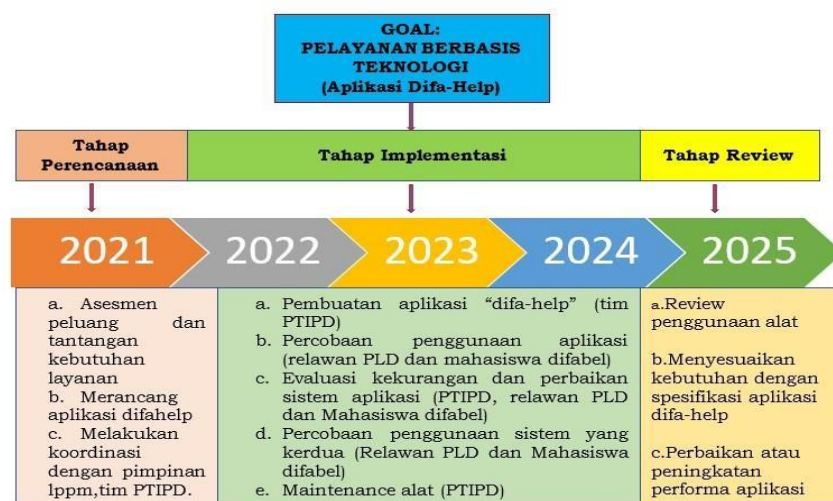 GOAL:
PELAYANAN BERBASIS
TEKNOLOGI
(Aplikasi Difa-Help)
Tahap
Perencanaan
Tahap Implementasi
Tahap Review
2021
2022
2023
2024
2025
a. Asesmen
peluang dan
tantangan
kebutuhan
layanan
b. Merancang
aplikasi difahelp
c. Melakukan
koordinasi
dengan pimpinan
lppm,tim PTIPD.
a. Pembuatan aplikasi “difa-help” (tim
PTIPD)
b. Percobaan penggunaan aplikasi
(relawan PLD dan mahasiswa difabel)
c. Evaluasi kekurangan dan perbaikan
sistem aplikasi (PTIPD, relawan PLD
dan Mahasiswa difabel)
d. Percobaan penggunaan sistem yang
kerdua (Relawan PLD dan Mahasiswa
difabel)
e. Maintenance alat (PTIPD)
a.Review
penggunaan alat
b.Menyesuaikan
kebutuhan dengan
spesifikasi aplikasi
difa-help
c.Perbaikan atau
peningkatan
performa aplikasi